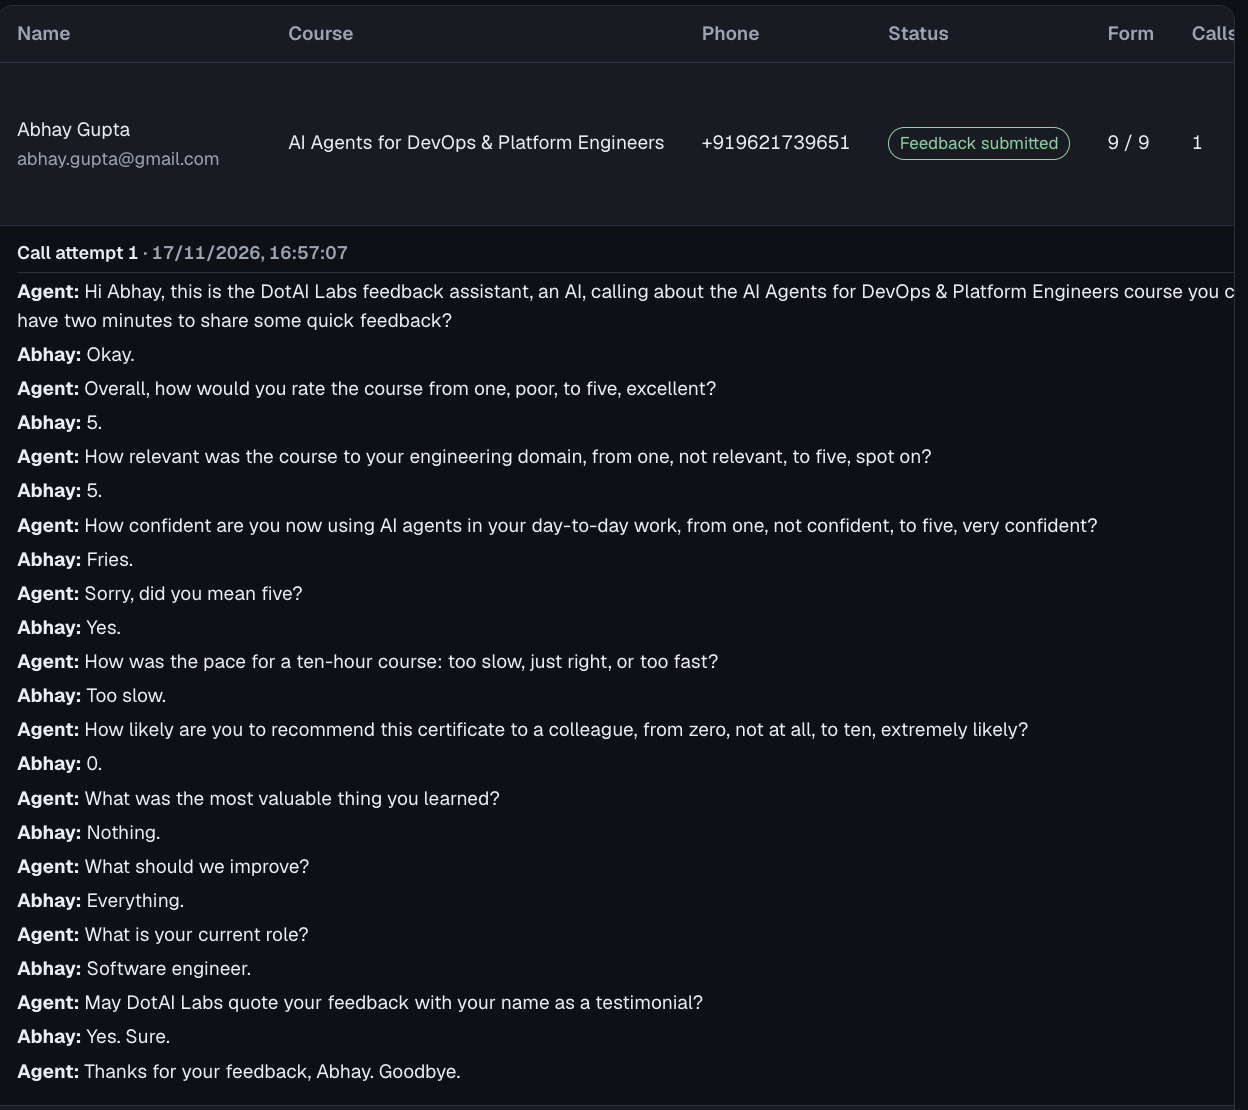 Name Course Phone Status Form Calls
Abhay Gupta
abhay.gupta@gmail.com
AI Agents for DevOps & Platform Engineers +919621739651 Feedback submitted 9 / 9 1
Call attempt 1 · 17/11/2026, 16:57:07
Agent: Hi Abhay, this is the DotAI Labs feedback assistant, an AI, calling about the AI Agents for DevOps & Platform Engineers course you
have two minutes to share some quick feedback?
Abhay: Okay.
Agent: Overall, how would you rate the course from one, poor, to five, excellent?
Abhay: 5.
Agent: How relevant was the course to your engineering domain, from one, not relevant, to five, spot on?
Abhay: 5.
Agent: How confident are you now using AI agents in your day-to-day work, from one, not confident, to five, very confident?
Abhay: Fries.
Agent: Sorry, did you mean five?
Abhay: Yes.
Agent: How was the pace for a ten-hour course: too slow, just right, or too fast?
Abhay: Too slow.
Agent: How likely are you to recommend this certificate to a colleague, from zero, not at all, to ten, extremely likely?
Abhay: 0.
Agent: What was the most valuable thing you learned?
Abhay: Nothing.
Agent: What should we improve?
Abhay: Everything.
Agent: What is your current role?
Abhay: Software engineer.
Agent: May DotAI Labs quote your feedback with your name as a testimonial?
Abhay: Yes. Sure.
Agent: Thanks for your feedback, Abhay. Goodbye.